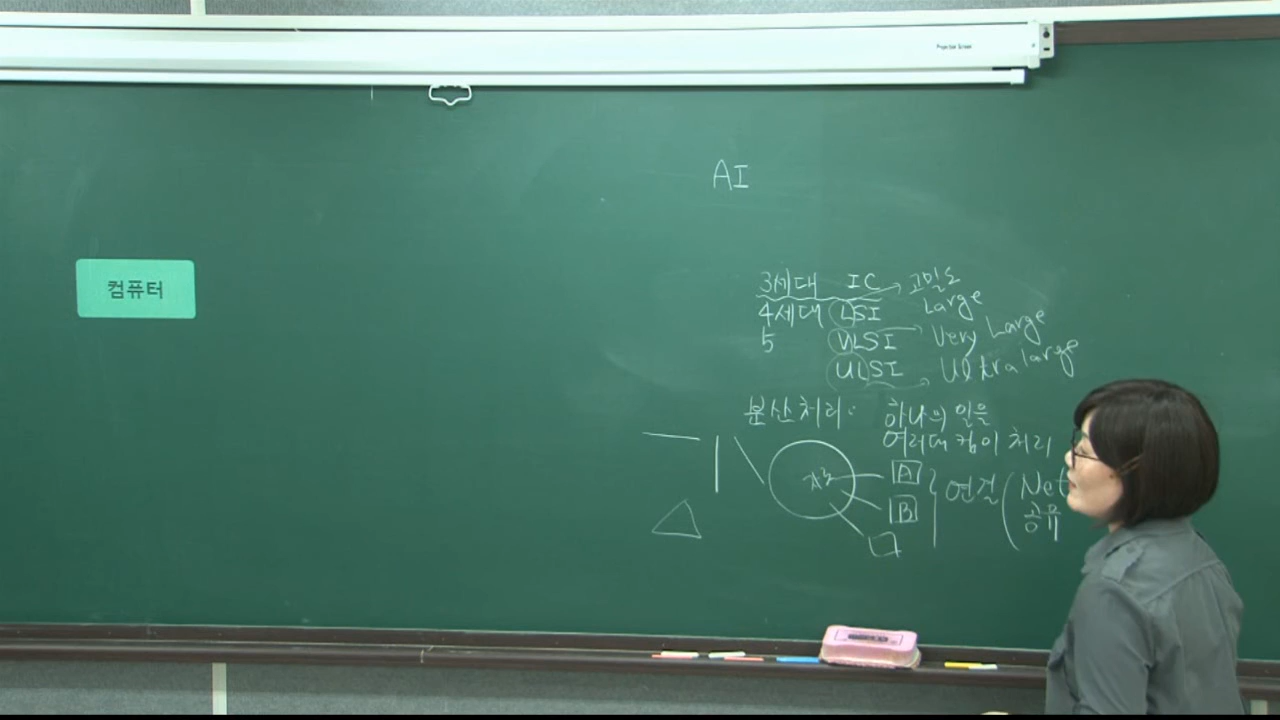 Projection Screen
AI
컴퓨터
3세대 IC → 고밀도
4세대 LSI Large
5 VLSI → Very Large
ULSI → Ultra large
분산처리: 하나의 일을
여러대 컴이 처리
A
B
연결 (Net
공유